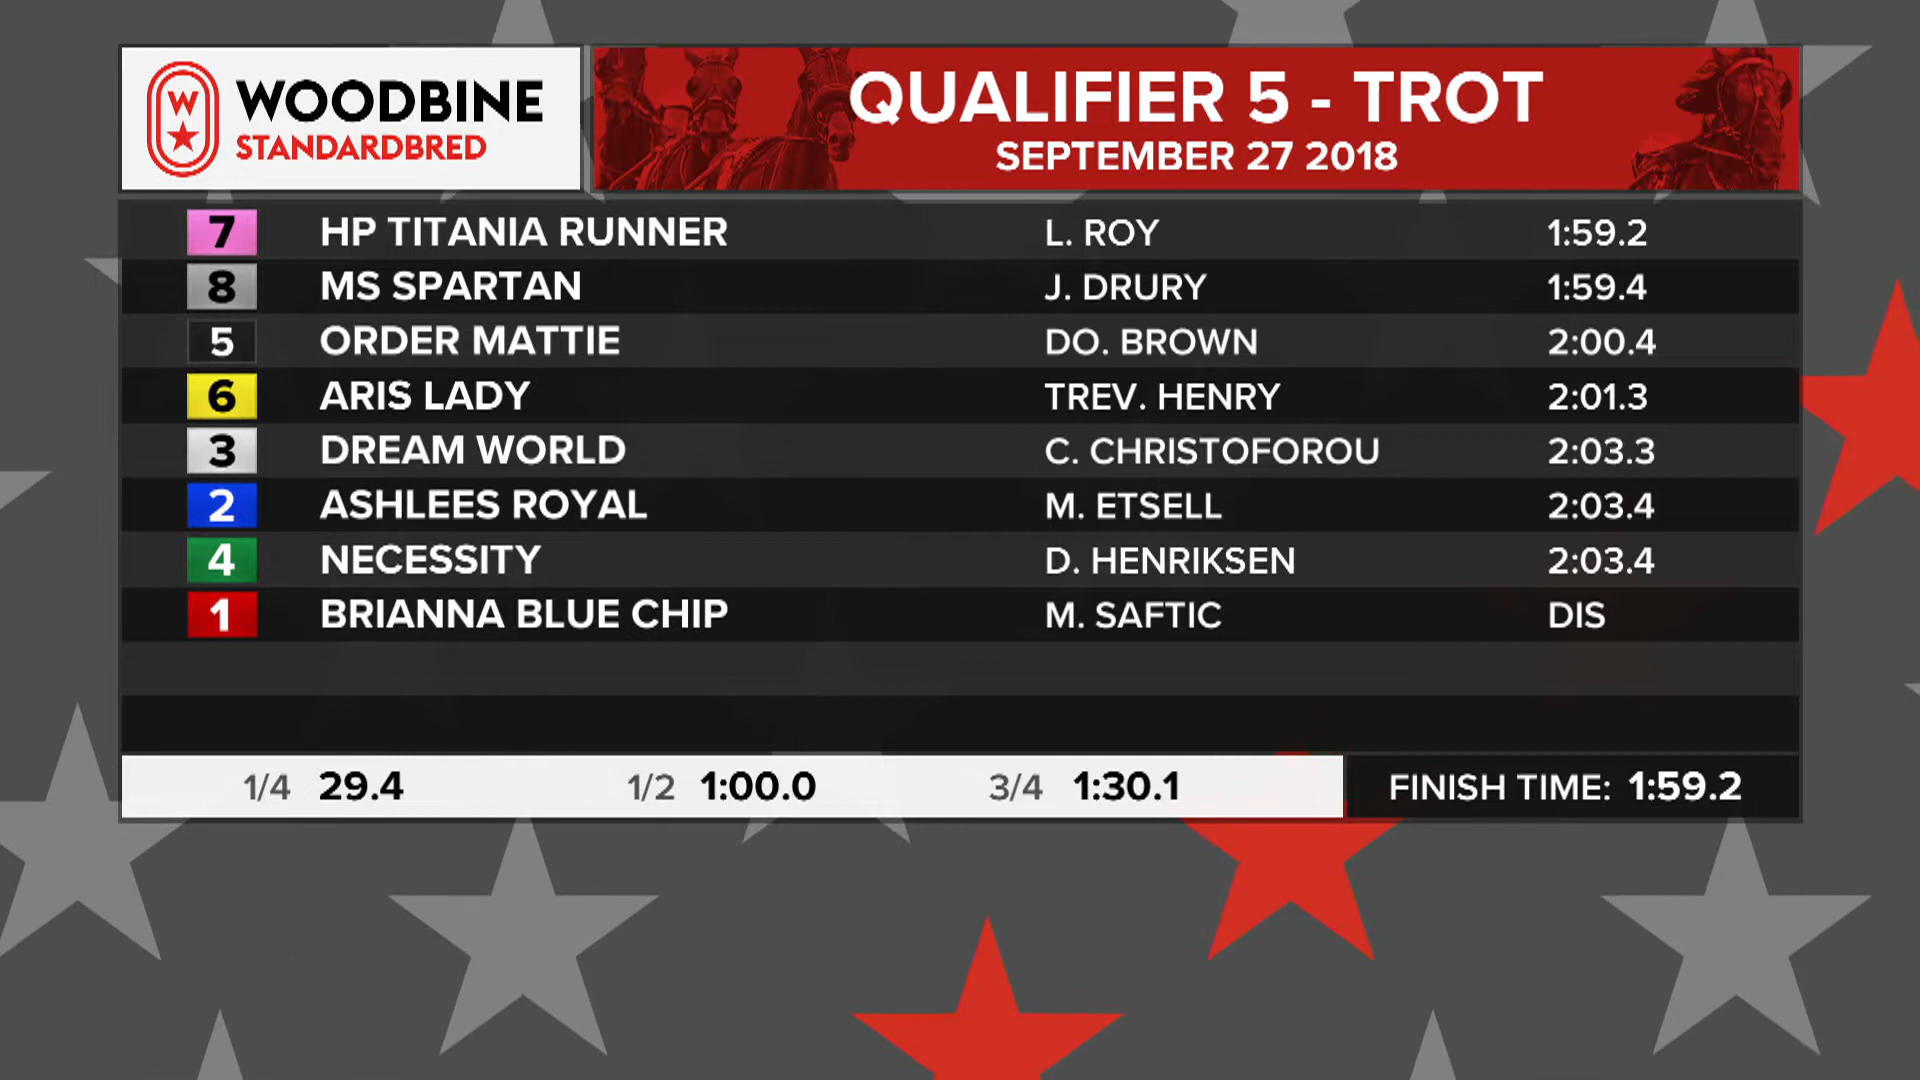 W WOODBINE
STANDARDBRED
QUALIFIER 5 - TROT
SEPTEMBER 27 2018
7 HP TITANIA RUNNER L. ROY 1:59.2
8 MS SPARTAN J. DRURY 1:59.4
5 ORDER MATTIE DO. BROWN 2:00.4
6 ARIS LADY TREV. HENRY 2:01.3
3 DREAM WORLD C. CHRISTOFOROU 2:03.3
2 ASHLEES ROYAL M. ETSELL 2:03.4
4 NECESSITY D. HENRIKSEN 2:03.4
1 BRIANNA BLUE CHIP M. SAFTIC DIS
1/4 29.4 1/2 1:00.0 3/4 1:30.1 FINISH TIME: 1:59.2